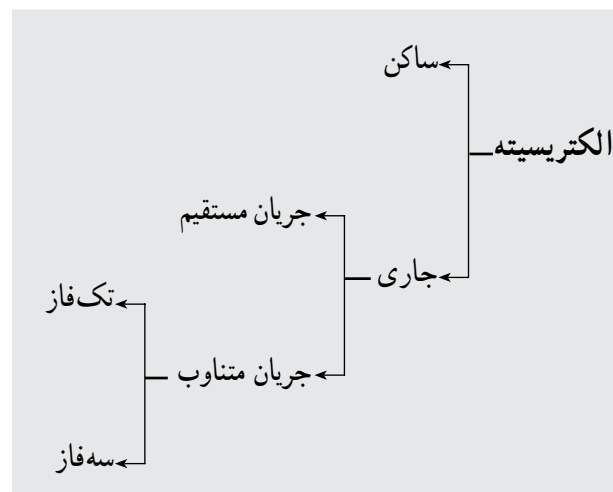 ساکن
الکتریسیته
جریان مستقیم
جاری
تک‌فاز
جریان متناوب
سه‌فاز